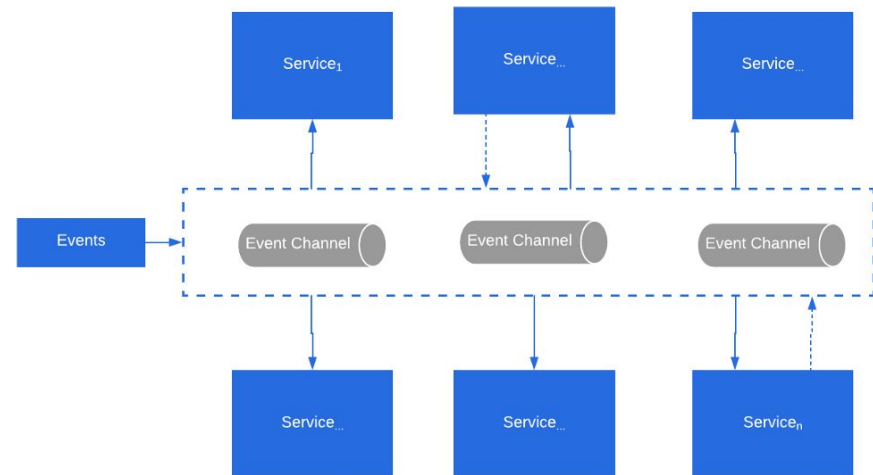 Service₁
Service...
Service...
Events
Event Channel
Event Channel
Event Channel
Service...
Service...
Serviceₙ